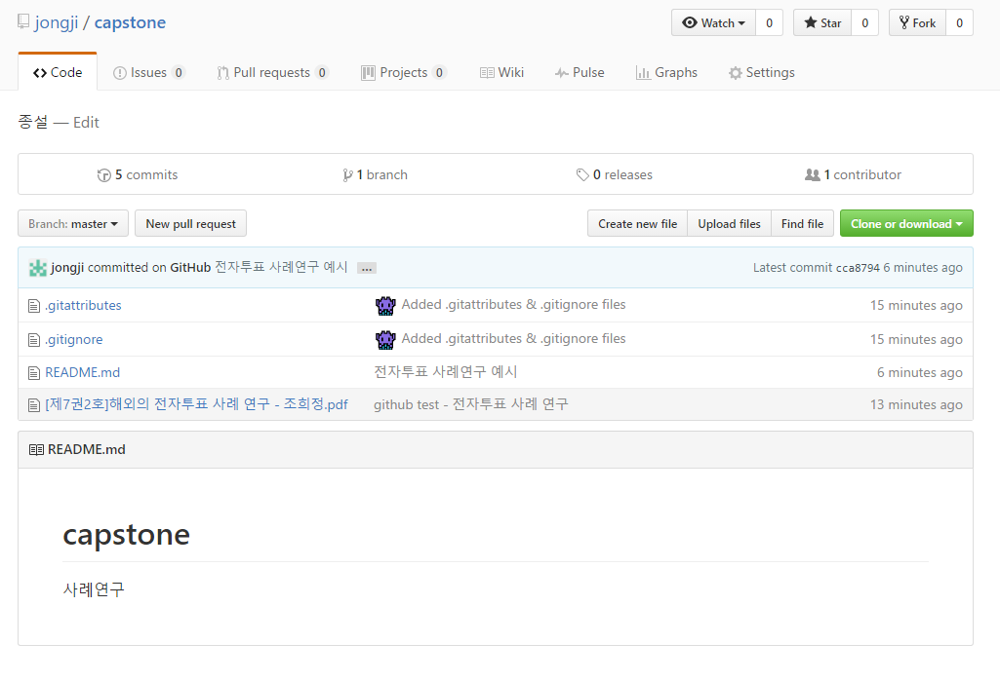 jongji / capstone
Watch 0 Star 0 Fork 0
Code Issues 0 Pull requests 0 Projects 0 Wiki Pulse Graphs Settings
종설 — Edit
5 commits 1 branch 0 releases 1 contributor
Branch: master New pull request Create new file Upload files Find file Clone or download
jongji committed on GitHub 전자투표 사례연구 예시 ... Latest commit cca8794 6 minutes ago
.gitattributes Added .gitattributes & .gitignore files 15 minutes ago
.gitignore Added .gitattributes & .gitignore files 15 minutes ago
README.md 전자투표 사례연구 예시 6 minutes ago
[제7권2호]해외의 전자투표 사례 연구 - 조희정.pdf github test - 전자투표 사례 연구 13 minutes ago
README.md
capstone
사례연구